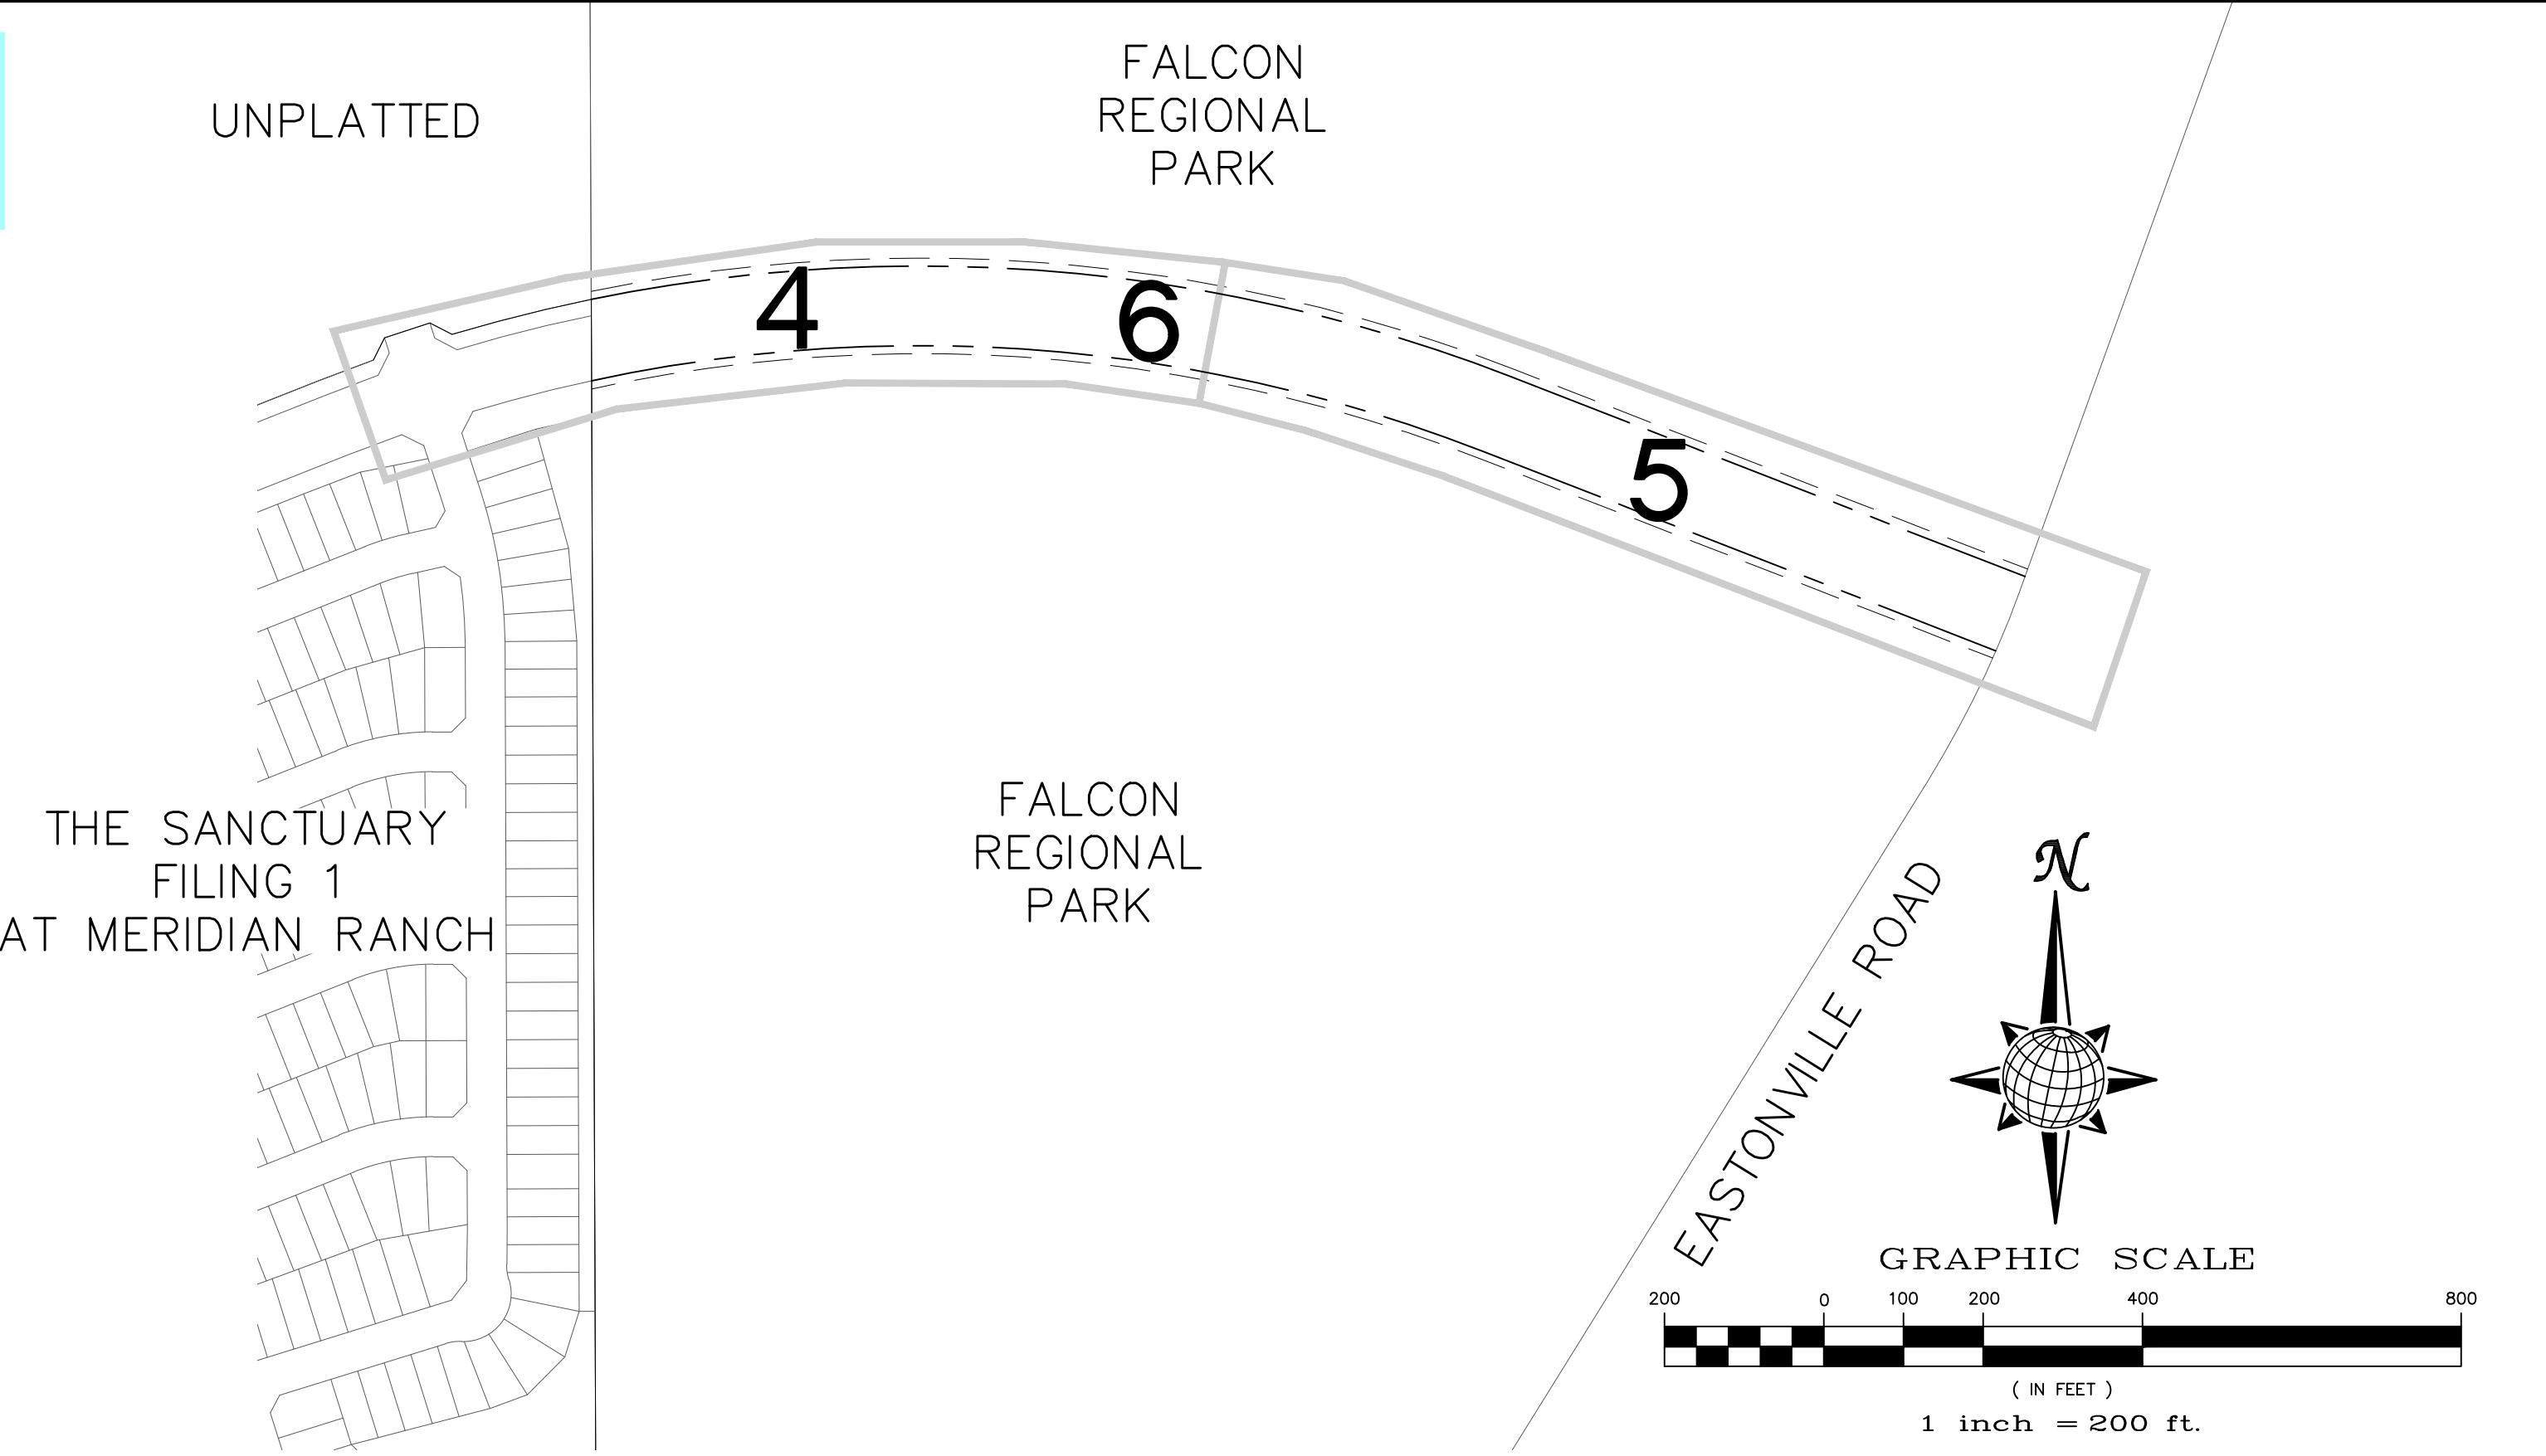 FALCON
REGIONAL
PARK
UNPLATTED
4
6
5
FALCON
REGIONAL
PARK
THE SANCTUARY
FILING 1
AT MERIDIAN RANCH
EASTONVILLE ROAD
N
GRAPHIC SCALE
200 0 100 200 400 800
( IN FEET )
1 inch = 200 ft.